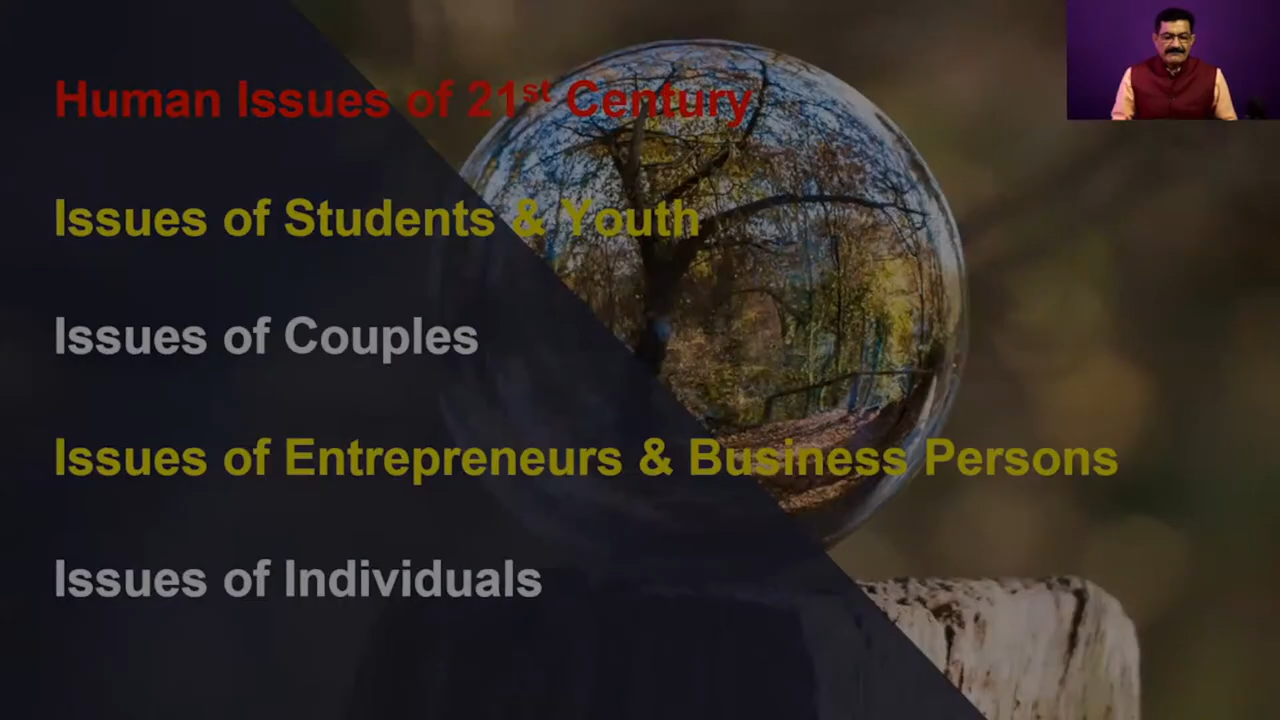 Human Issues of 21st Century
Issues of Students & Youth
Issues of Couples
Issues of Entrepreneurs & Business Persons
Issues of Individuals